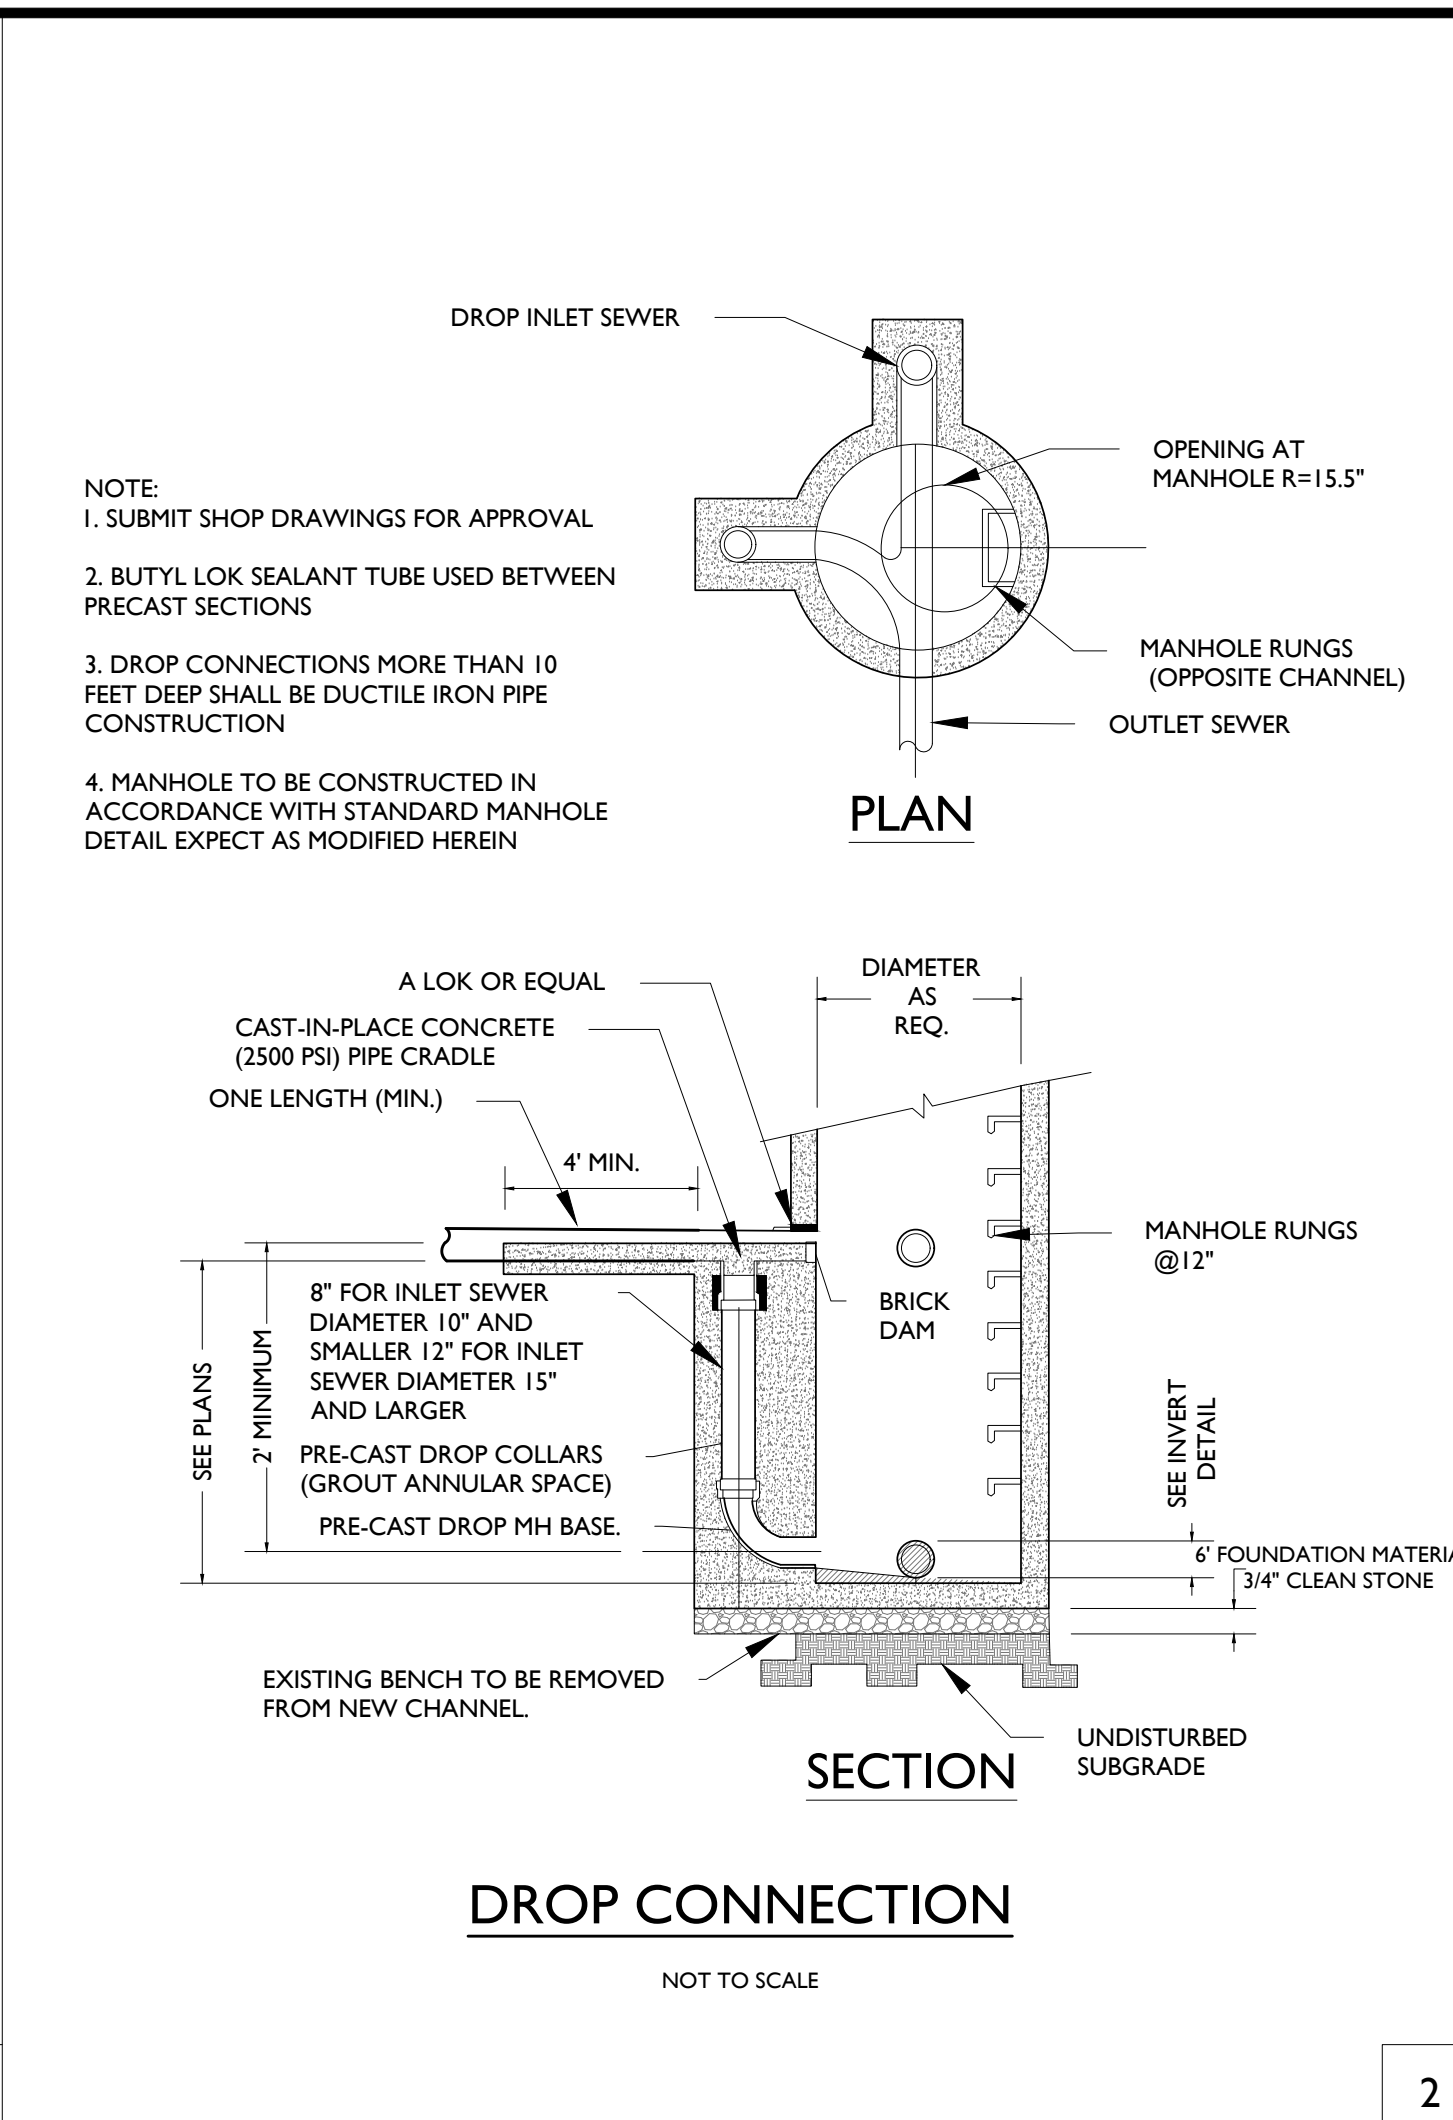 DROP INLET SEWER
OPENING AT
MANHOLE R=15.5"
NOTE:
1. SUBMIT SHOP DRAWINGS FOR APPROVAL
2. BUTYL LOK SEALANT TUBE USED BETWEEN
PRECAST SECTIONS
3. DROP CONNECTIONS MORE THAN 10
FEET DEEP SHALL BE DUCTILE IRON PIPE
CONSTRUCTION
4. MANHOLE TO BE CONSTRUCTED IN
ACCORDANCE WITH STANDARD MANHOLE
DETAIL EXPECT AS MODIFIED HEREIN
MANHOLE RUNGS
(OPPOSITE CHANNEL)
OUTLET SEWER
PLAN
A LOK OR EQUAL
CAST-IN-PLACE CONCRETE
(2500 PSI) PIPE CRADLE
ONE LENGTH (MIN.)
4' MIN.
DIAMETER
AS
REQ.
MANHOLE RUNGS
@12"
BRICK
DAM
8" FOR INLET SEWER
DIAMETER 10" AND
SMALLER 12" FOR INLET
SEWER DIAMETER 15"
AND LARGER
SEE PLANS
2' MINIMUM
PRE-CAST DROP COLLARS
(GROUT ANNULAR SPACE)
PRE-CAST DROP MH BASE.
SEE INVERT
DETAIL
6' FOUNDATION MATERIA
3/4" CLEAN STONE
EXISTING BENCH TO BE REMOVED
FROM NEW CHANNEL.
UNDISTURBED
SUBGRADE
SECTION
DROP CONNECTION
NOT TO SCALE
2